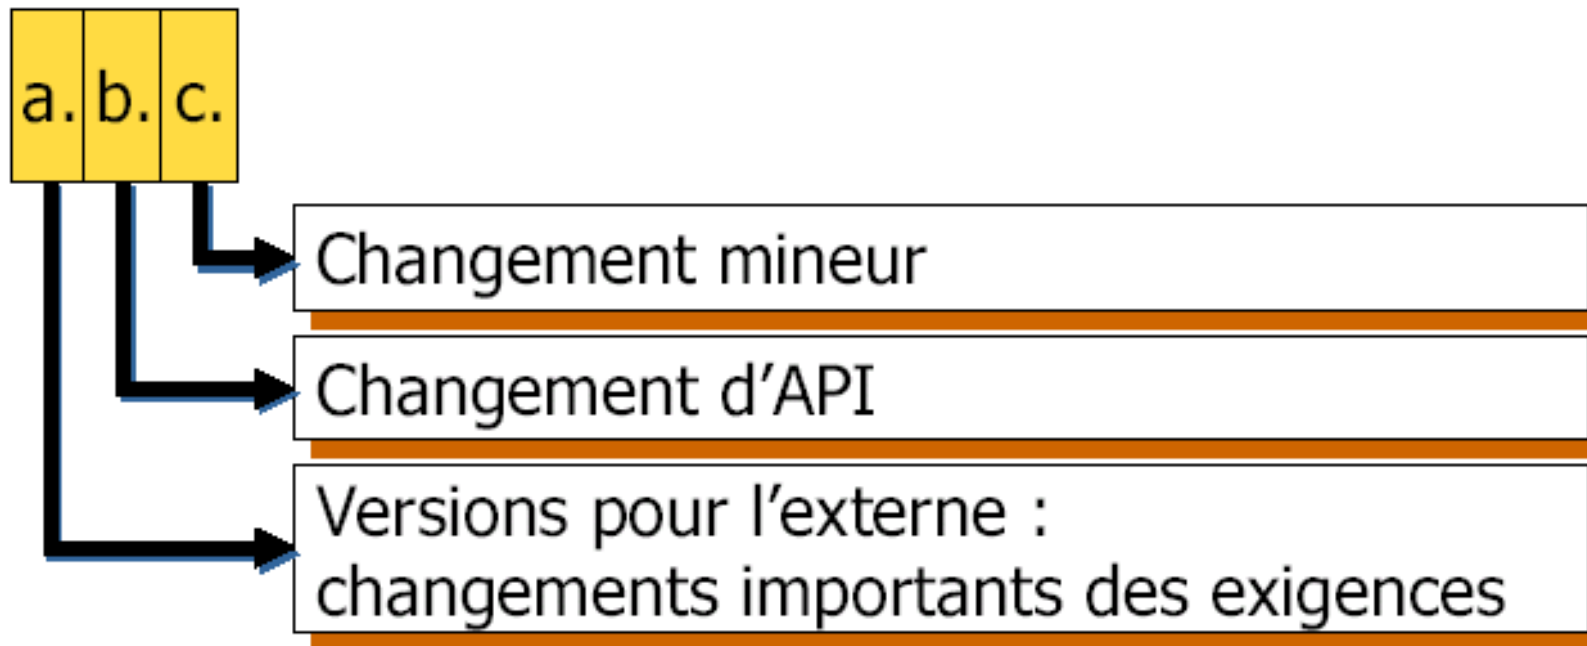 a. b. c.
Changement mineur
Changement d’API
Versions pour l’externe :
changements importants des exigences